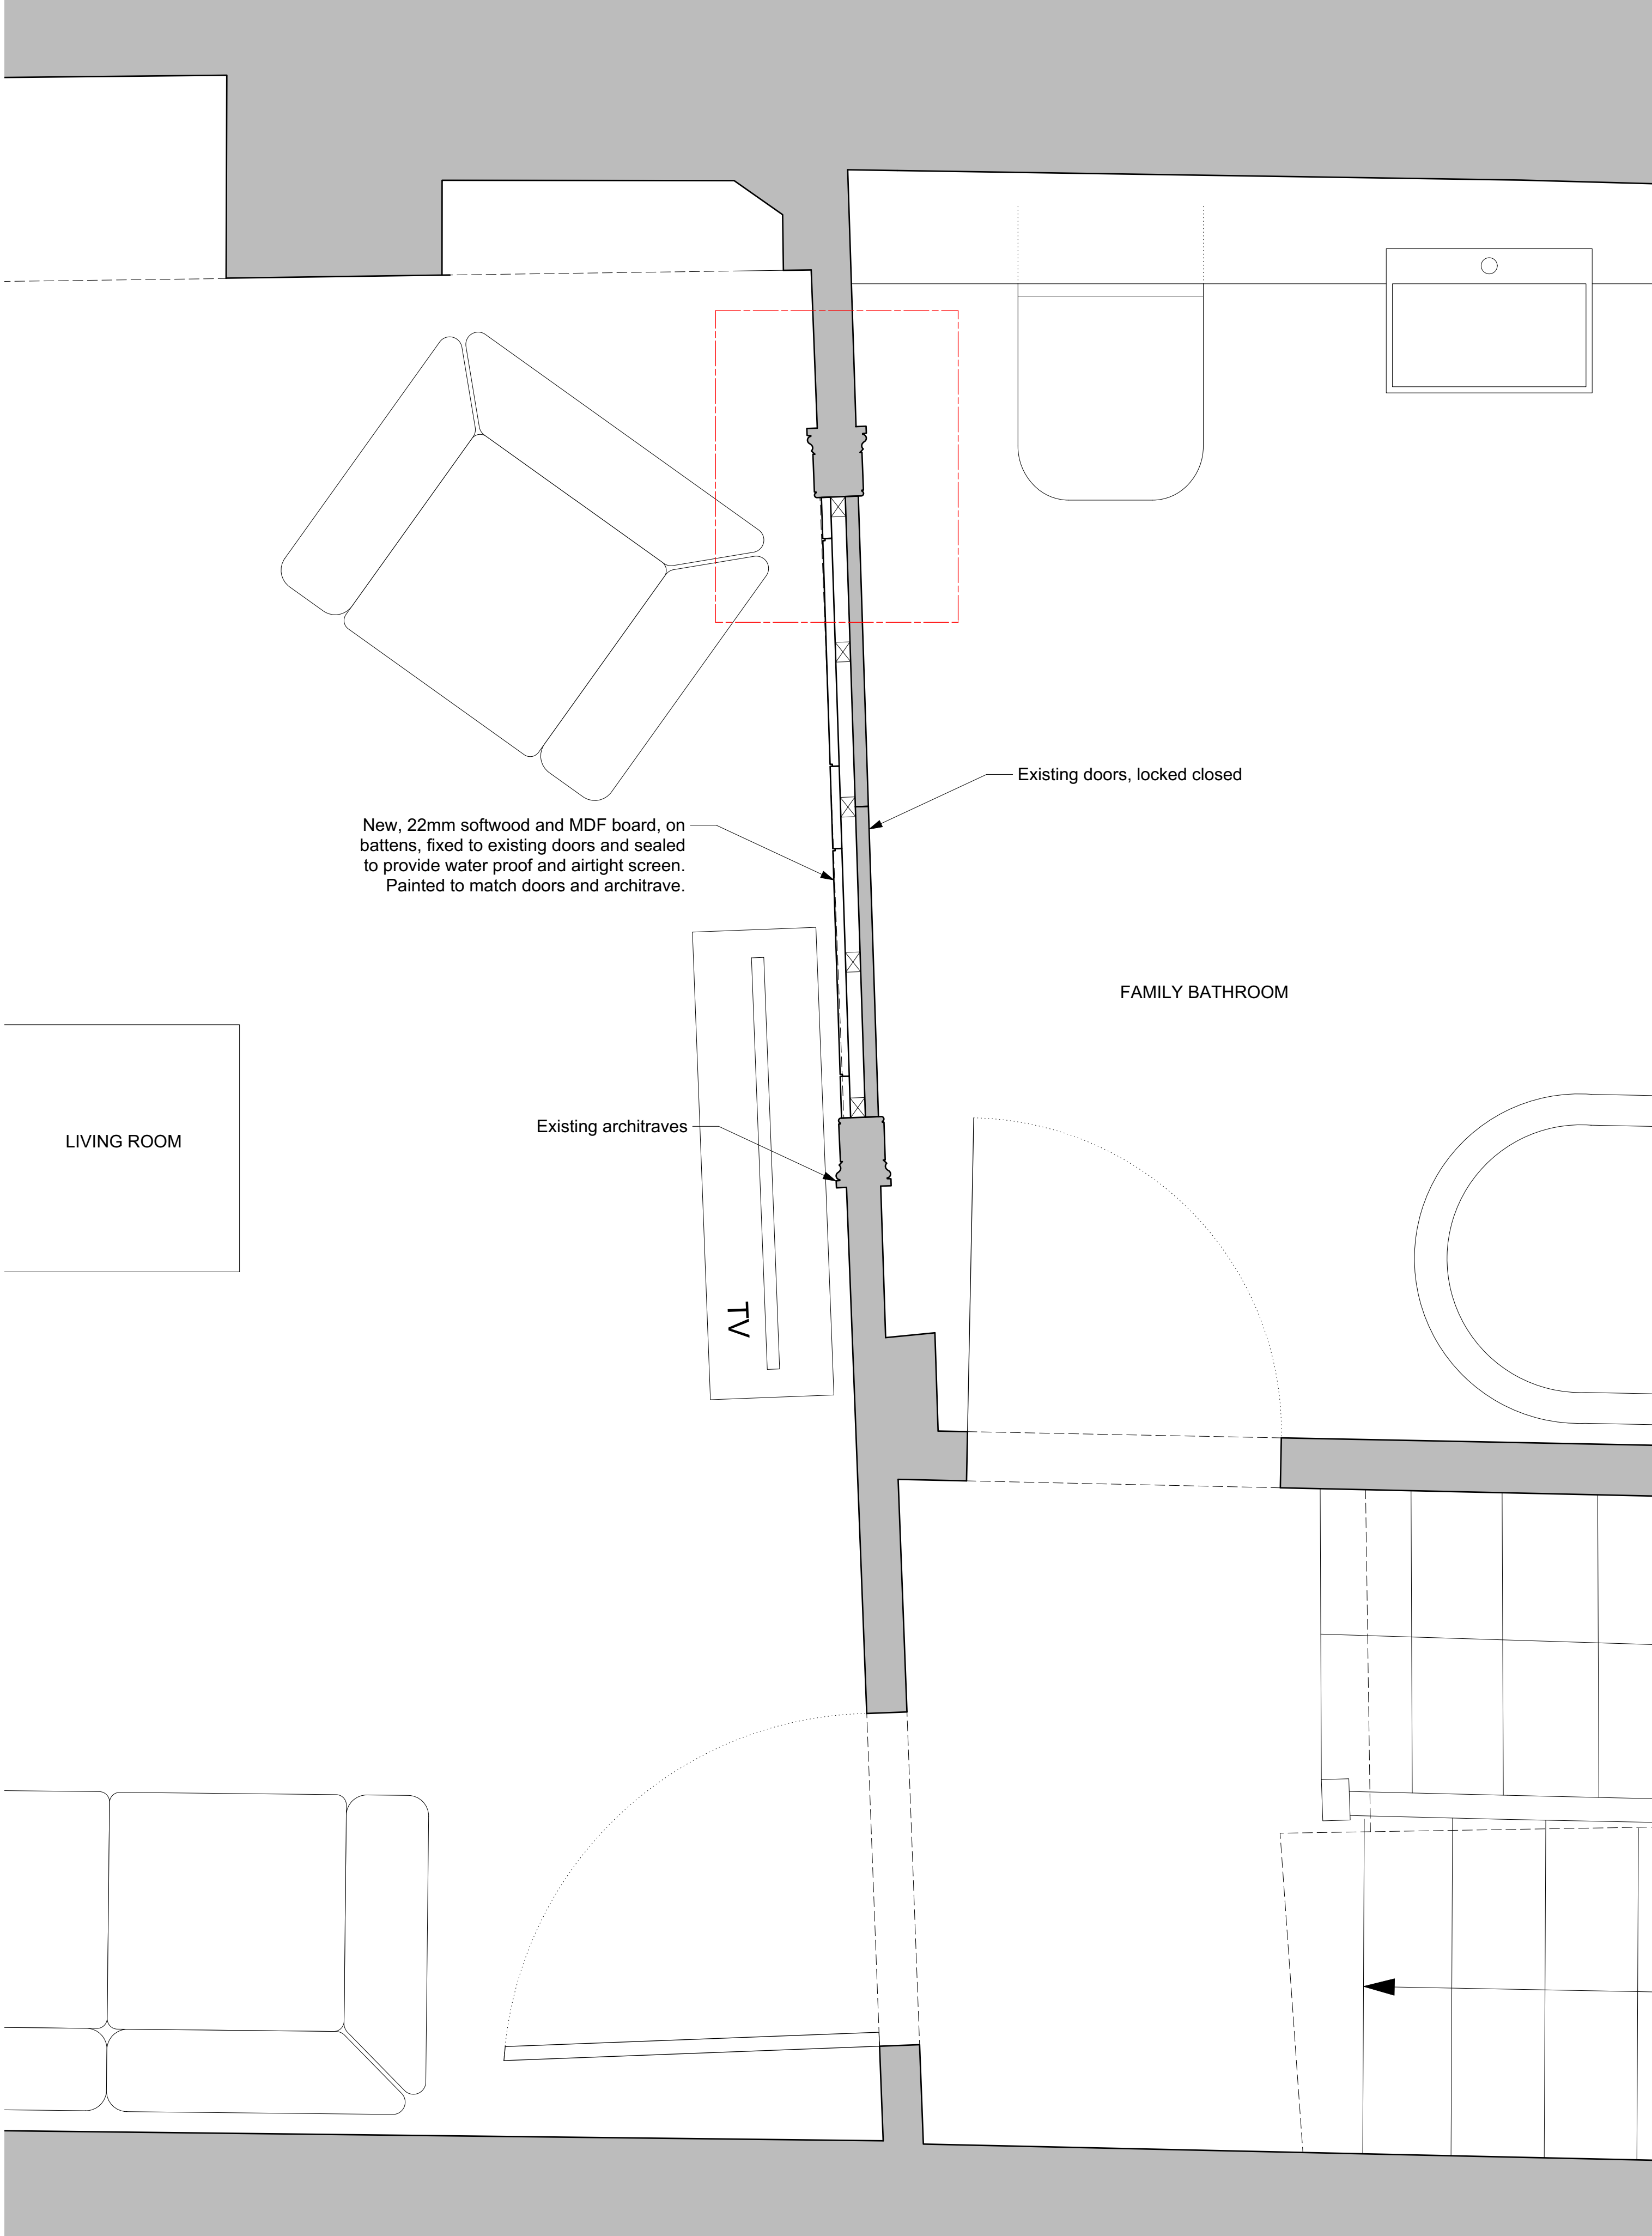 Existing doors, locked closed
New, 22mm softwood and MDF board, on
battens, fixed to existing doors and sealed
to provide water proof and airtight screen.
Painted to match doors and architrave.
FAMILY BATHROOM
Existing architraves
LIVING ROOM
TV